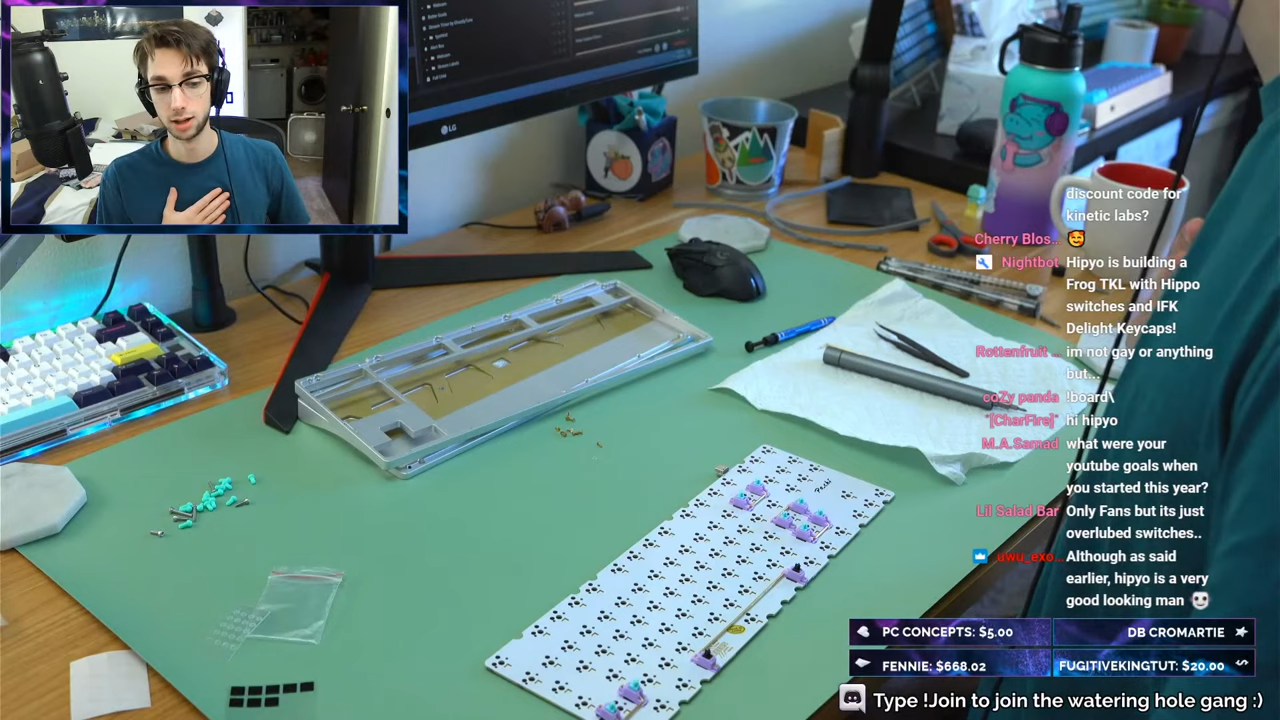 LG
discount code for
kinetic labs?
Cherry Blos...
Nightbot Hipyo is building a
Frog TKL with Hippo
switches and IFK
Delight Keycaps!
Rottenfruit ... im not gay or anything
but...
coZy panda !board\
*[CharFire]* hi hipyo
M.A.Samad what were your
youtube goals when
you started this year?
Lil Salad Bar Only Fans but its just
overlubed switches..
uwu_exo... Although as said
earlier, hipyo is a very
good looking man
PC CONCEPTS: $5.00
DB CROMARTIE
FENNIE: $668.02
FUGITIVEKINGTUT: $20.00
Type !Join to join the watering hole gang :)